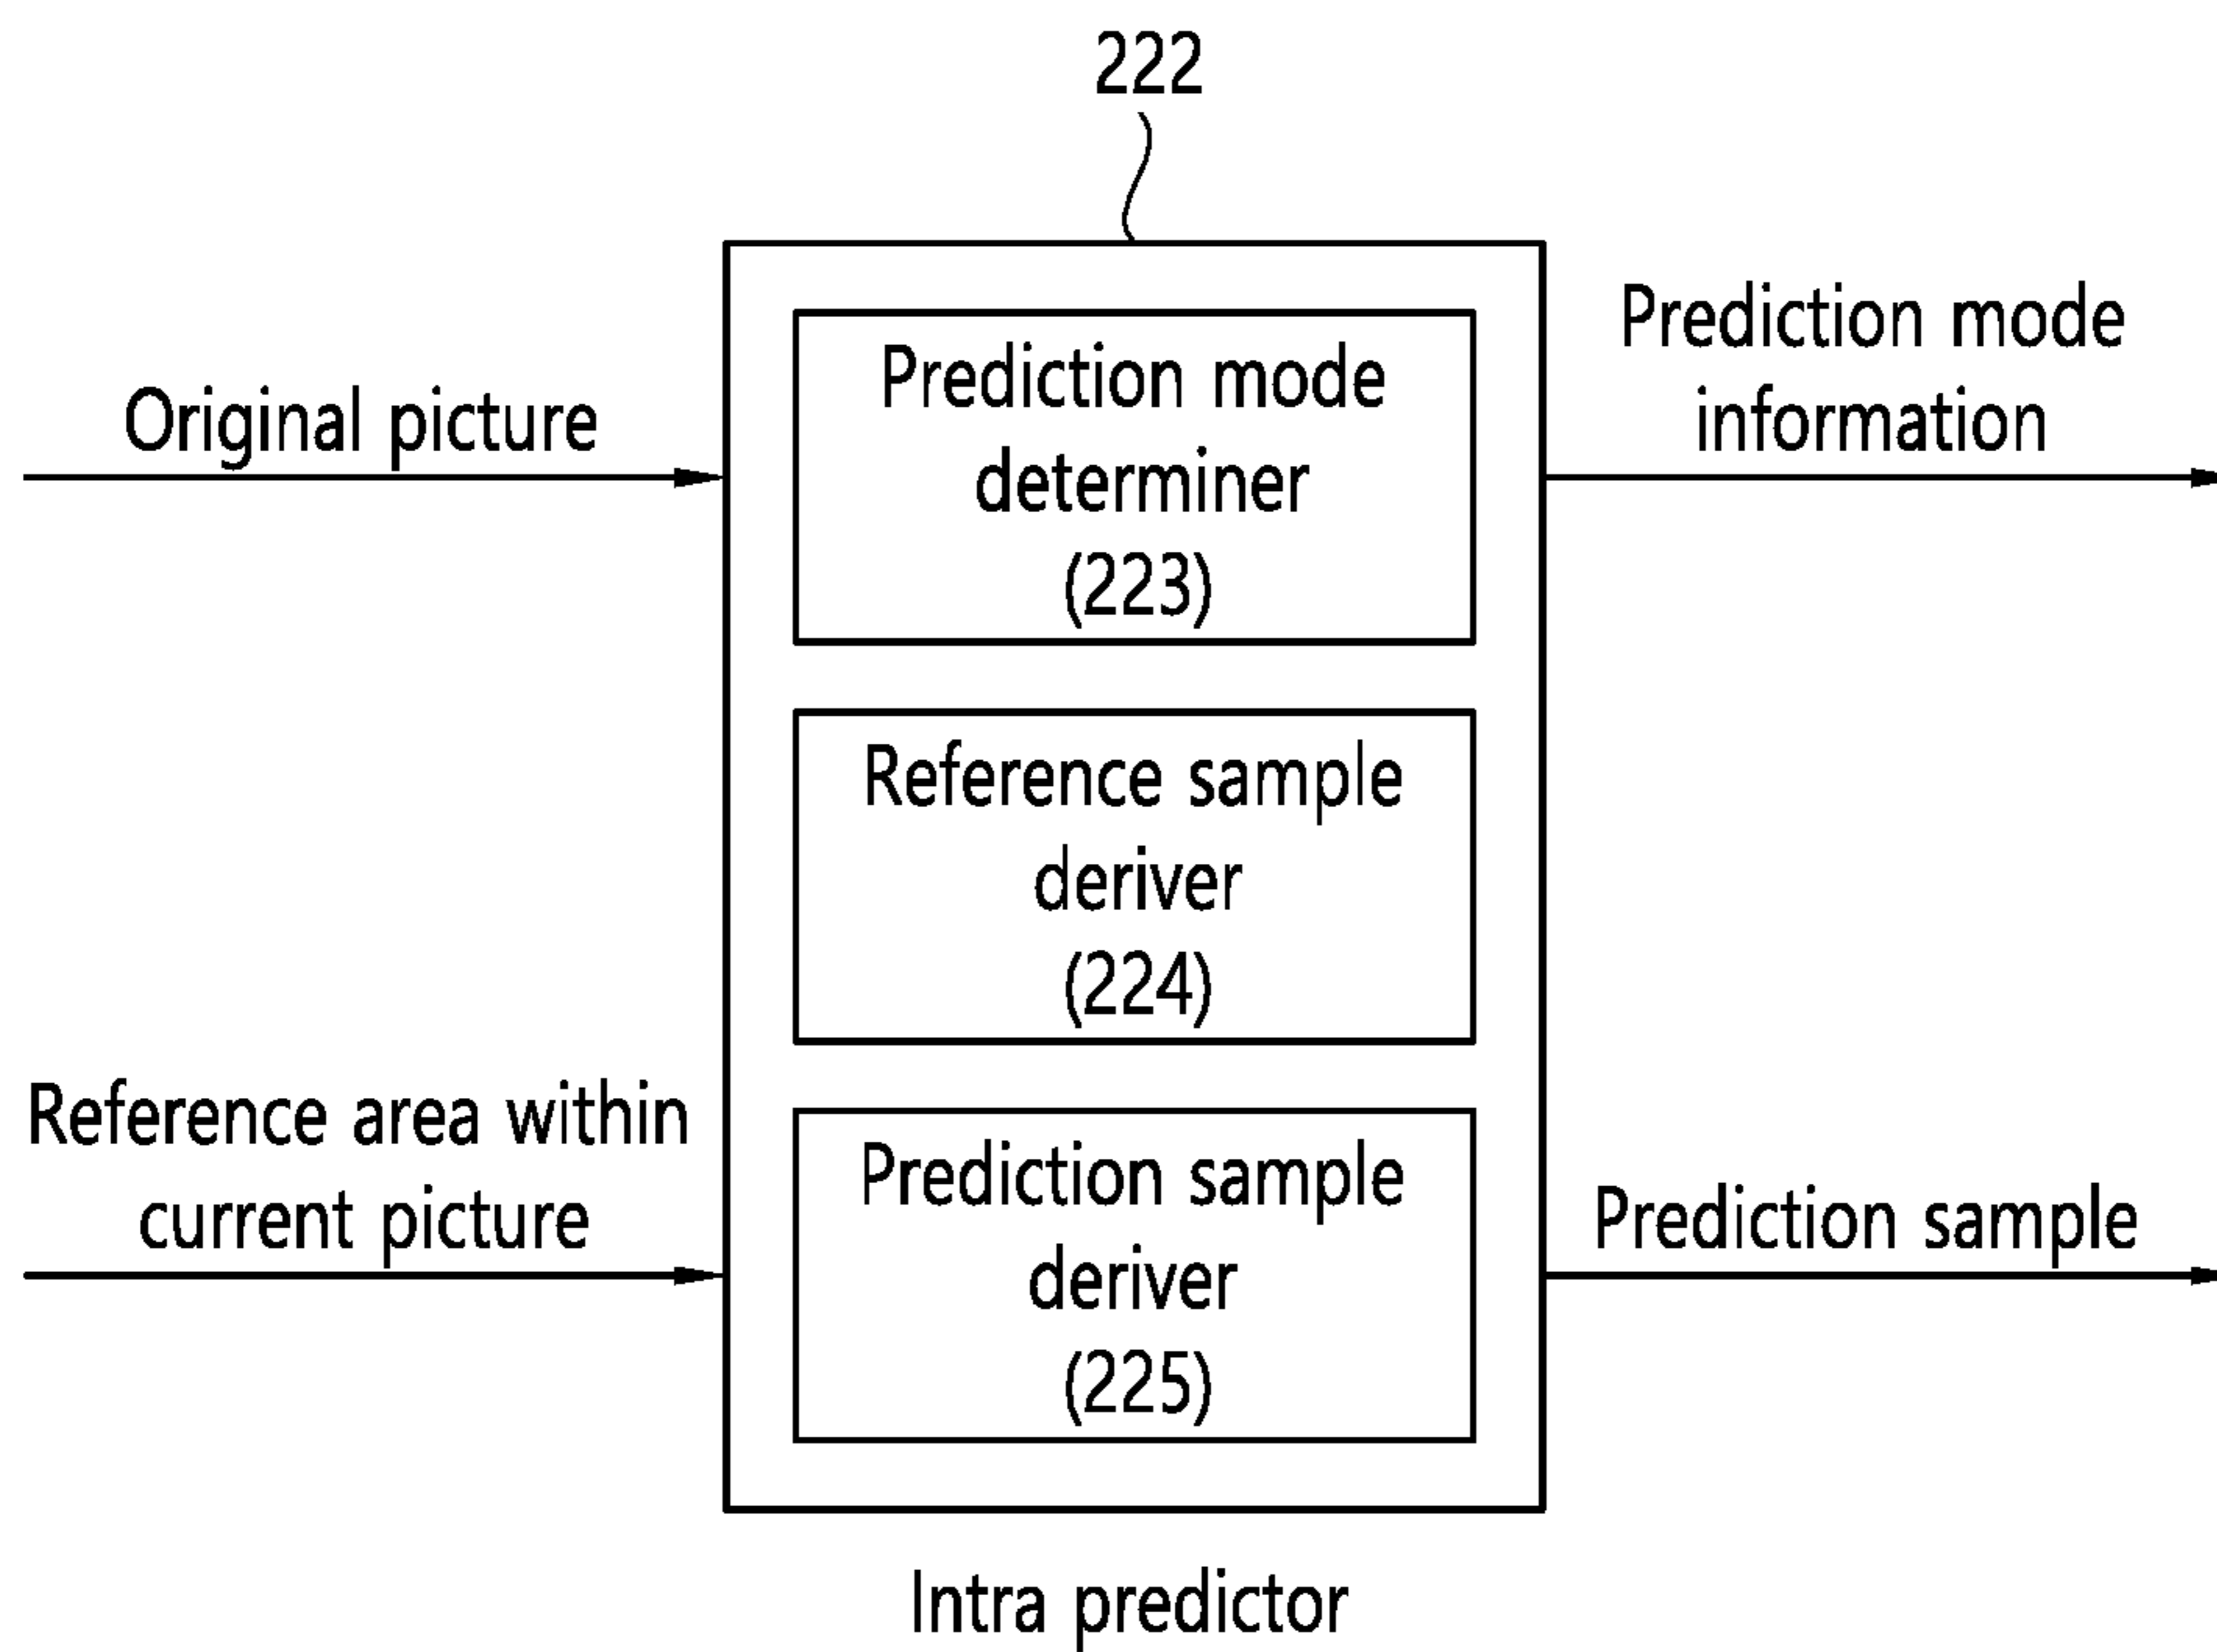 222
Original picture
Prediction mode
determiner
(223)
Prediction mode
information
Reference sample
deriver
(224)
Reference area within
current picture
Prediction sample
deriver
(225)
Prediction sample
Intra predictor